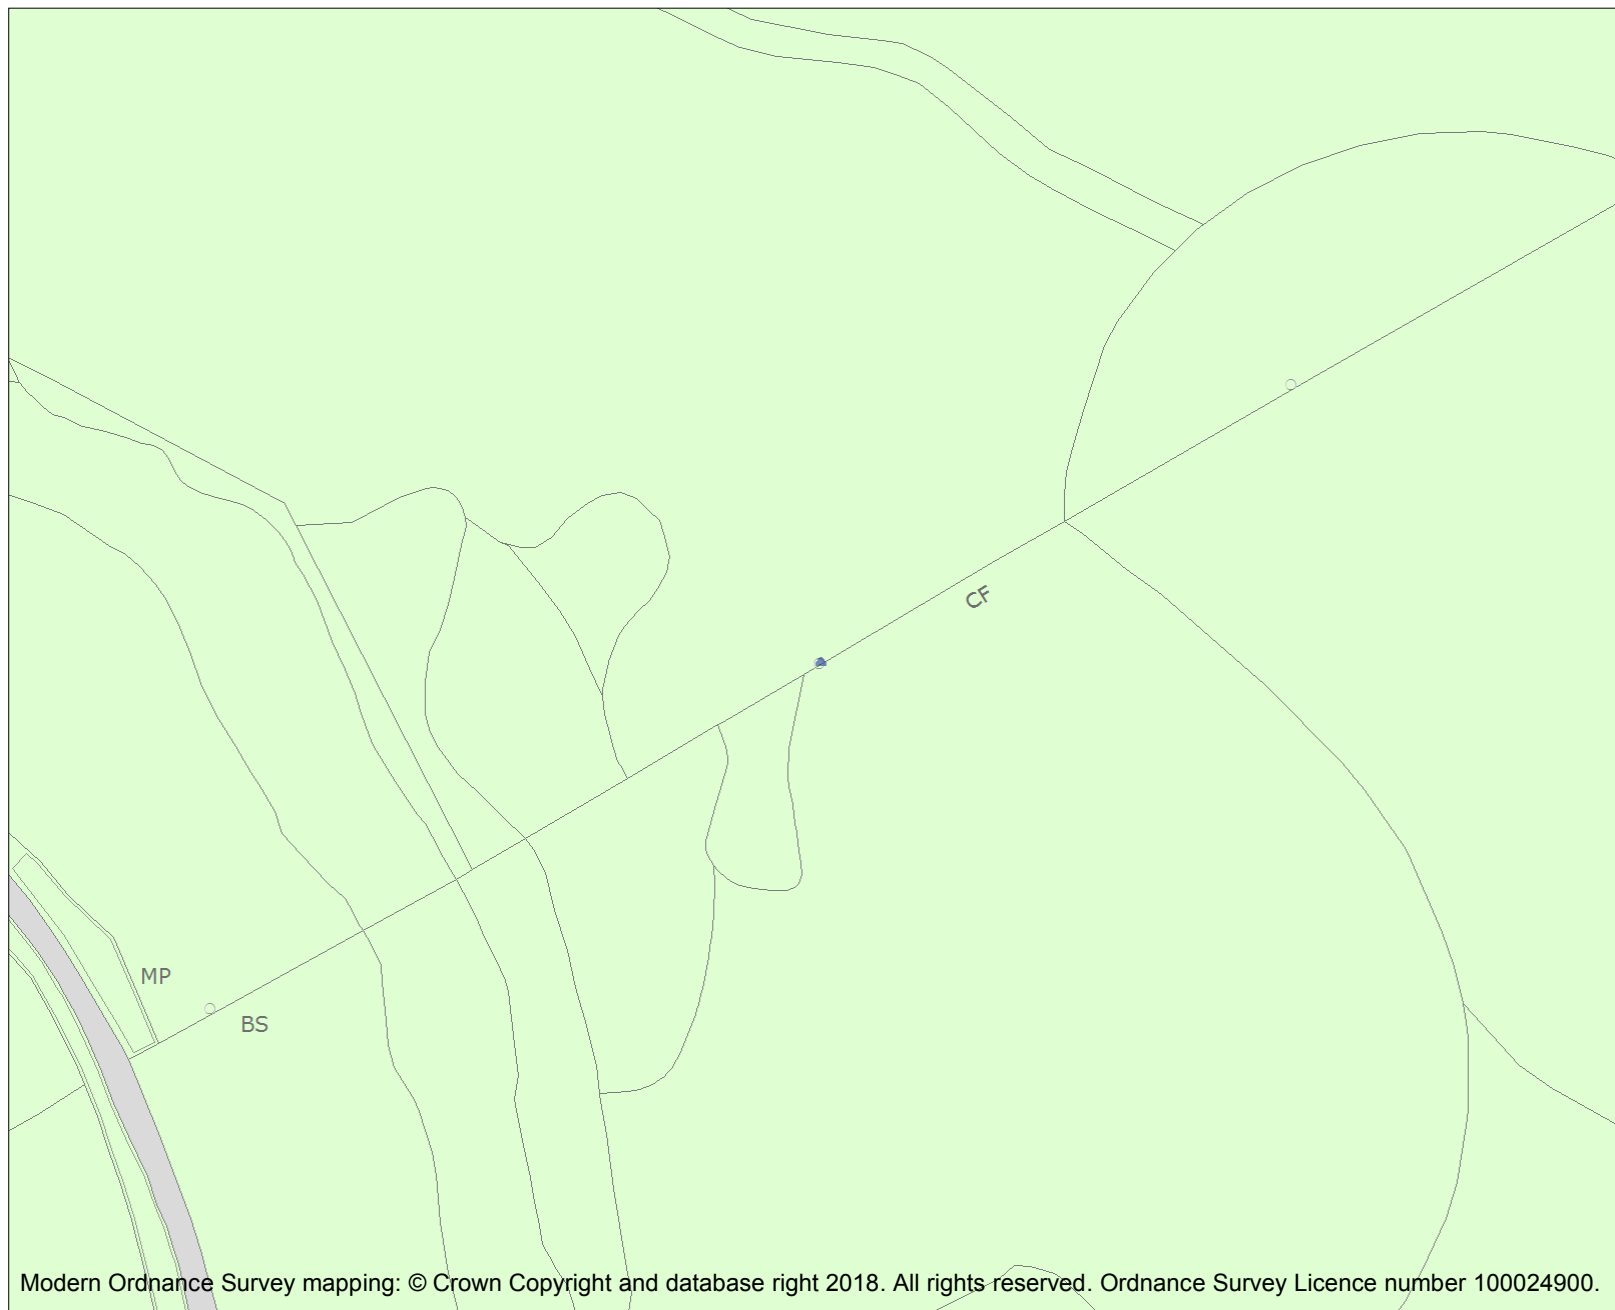 CF
MP
BS
Modern Ordnance Survey mapping: © Crown Copyright and database right 2018. All rights reserved. Ordnance Survey Licence number 100024900.